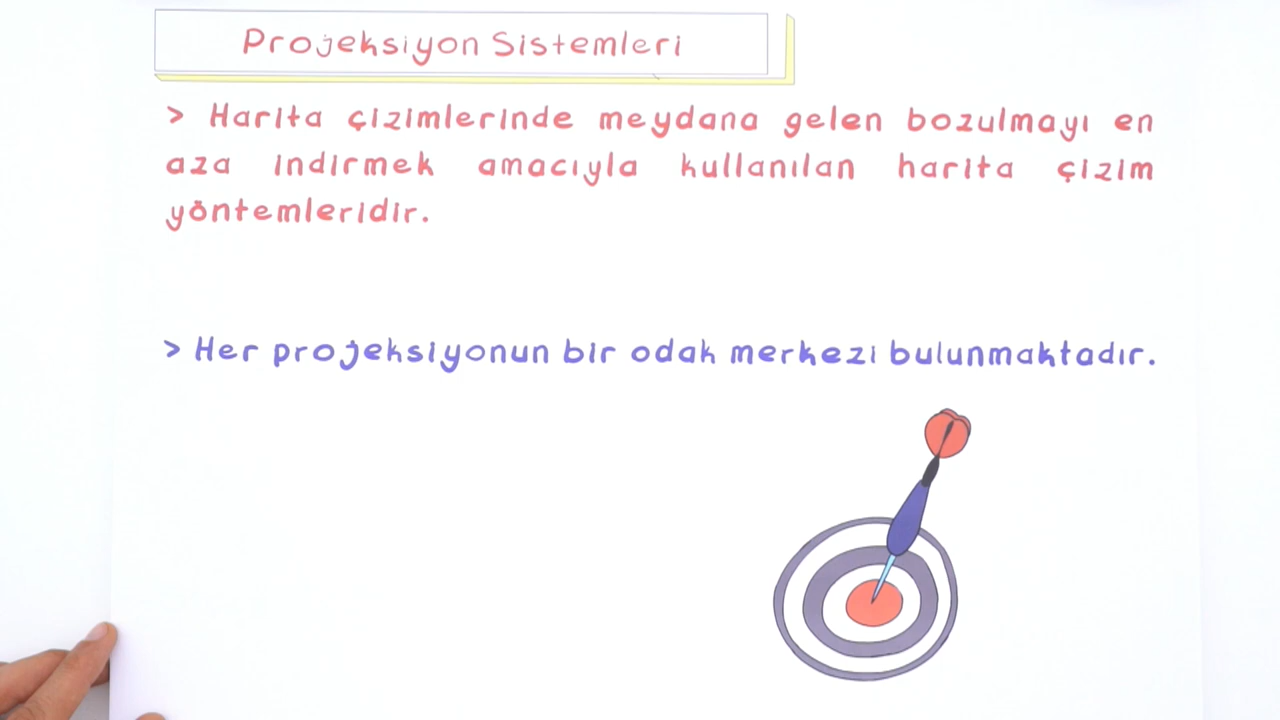 Projeksiyon Sistemleri
> Harita çizimlerinde meydana gelen bozulmayı en
aza indirmek amacıyla kullanılan harita çizim
yöntemleridir.
> Her projeksiyonun bir odak merkezi bulunmaktadır.